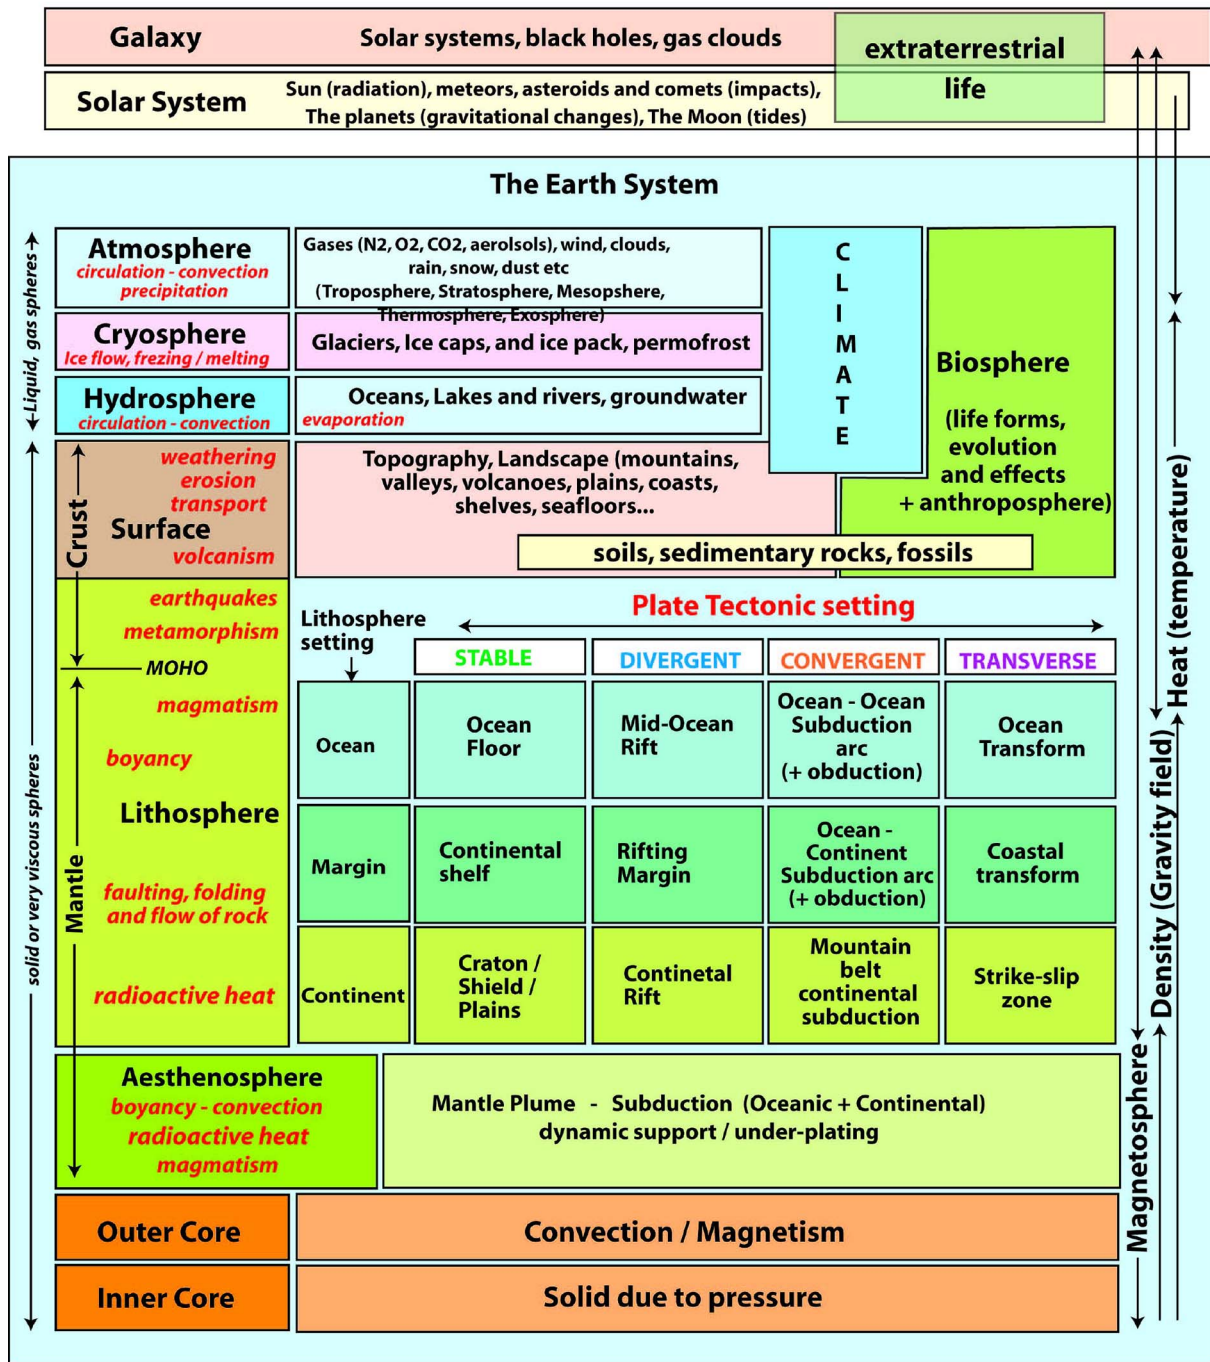 Galaxy
Solar systems, black holes, gas clouds
extraterrestrial
life
Solar System
Sun (radiation), meteors, asteroids and comets (impacts),
The planets (gravitational changes), The Moon (tides)
The Earth System
Liquid, gas spheres
Atmosphere
circulation - convection
precipitation
Gases (N2, O2, CO2, aerolsols), wind, clouds,
rain, snow, dust etc
(Troposphere, Stratosphere, Mesopshere,
Thermosphere, Exosphere)
Cryosphere
Ice flow, frezing / melting
Glaciers, Ice caps, and ice pack, permofrost
Hydrosphere
circulation - convection
Oceans, Lakes and rivers, groundwater
evaporation
CLIMATE
Biosphere
(life forms,
evolution
and effects
+ anthroposphere)
solid or very viscous spheres
Crust
weathering
erosion
transport
Surface
volcanism
Topography, Landscape (mountains,
valleys, volcanoes, plains, coasts,
shelves, seafloors...
soils, sedimentary rocks, fossils
earthquakes
metamorphism
MOHO
Mantle
magmatism
boyancy
Lithosphere
faulting, folding
and flow of rock
radioactive heat
Lithosphere
setting
Plate Tectonic setting
STABLE
DIVERGENT
CONVERGENT
TRANSVERSE
Ocean
Ocean
Floor
Mid-Ocean
Rift
Ocean - Ocean
Subduction
arc
(+ obduction)
Ocean
Transform
Margin
Continental
shelf
Rifting
Margin
Ocean -
Continent
Subduction arc
(+ obduction)
Coastal
transform
Continent
Craton /
Shield /
Plains
Continetal
Rift
Mountain
belt
continental
subduction
Strike-slip
zone
Aesthenosphere
boyancy - convection
radioactive heat
magmatism
Mantle Plume - Subduction (Oceanic + Continental)
dynamic support / under-plating
Outer Core
Convection / Magnetism
Inner Core
Solid due to pressure
Magnetosphere
Density (Gravity field)
Heat (temperature)